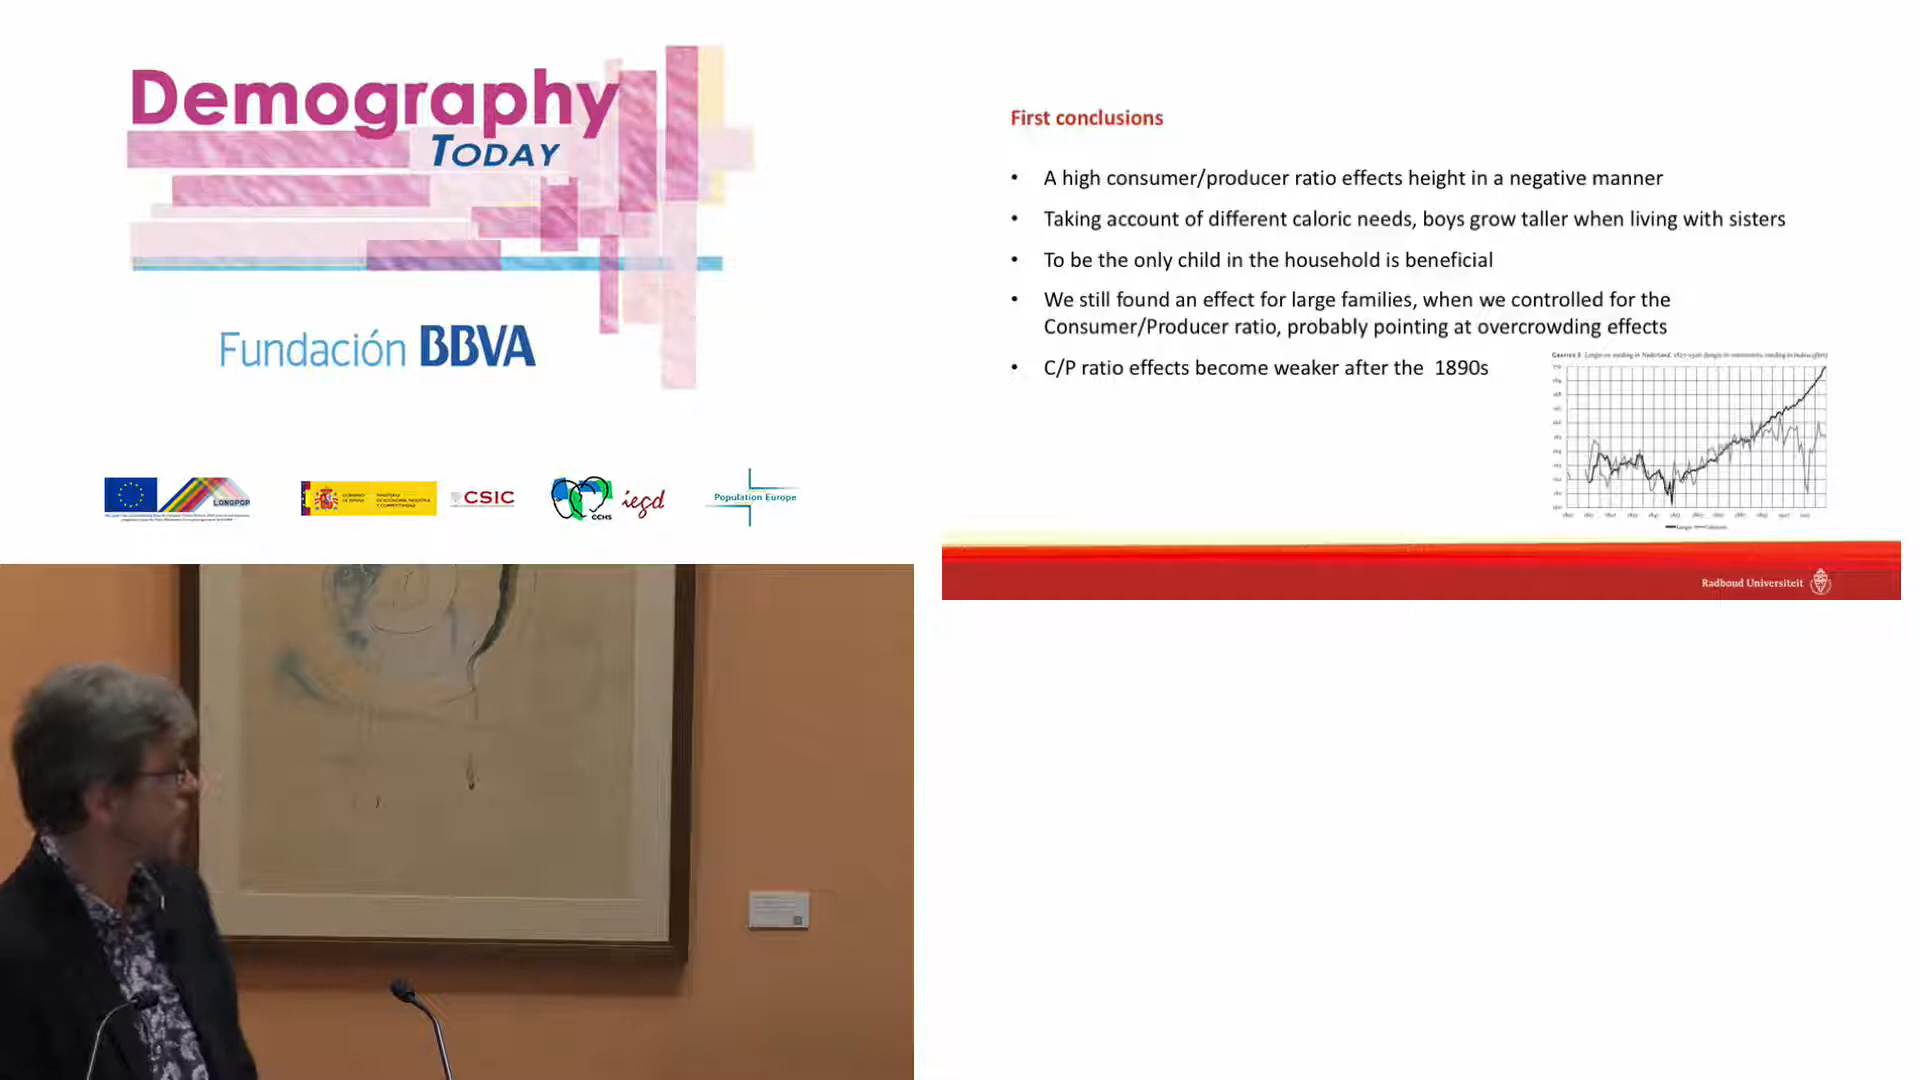 Demography
TODAY
Fundación BBVA
LONGPOP
CSIC
CCHS
iegd
Population Europe
First conclusions
• A high consumer/producer ratio effects height in a negative manner
• Taking account of different caloric needs, boys grow taller when living with sisters
• To be the only child in the household is beneficial
• We still found an effect for large families, when we controlled for the
Consumer/Producer ratio, probably pointing at overcrowding effects
• C/P ratio effects become weaker after the 1890s
Radboud Universiteit